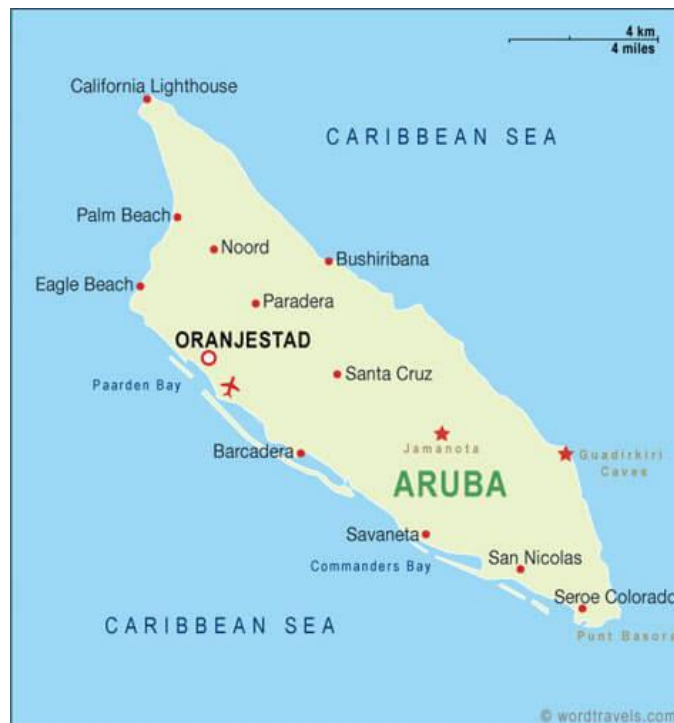 4 km
4 miles
California Lighthouse
CARIBBEAN SEA
Palm Beach
Noord
Bushiribana
Eagle Beach
Paradera
ORANJESTAD
Santa Cruz
Paarden Bay
Jamanota
Guadirkiri
Caves
Barcadera
ARUBA
Savaneta
San Nicolas
Commanders Bay
Seroe Colorado
CARIBBEAN SEA
Punt Basora
© wordtravels.com